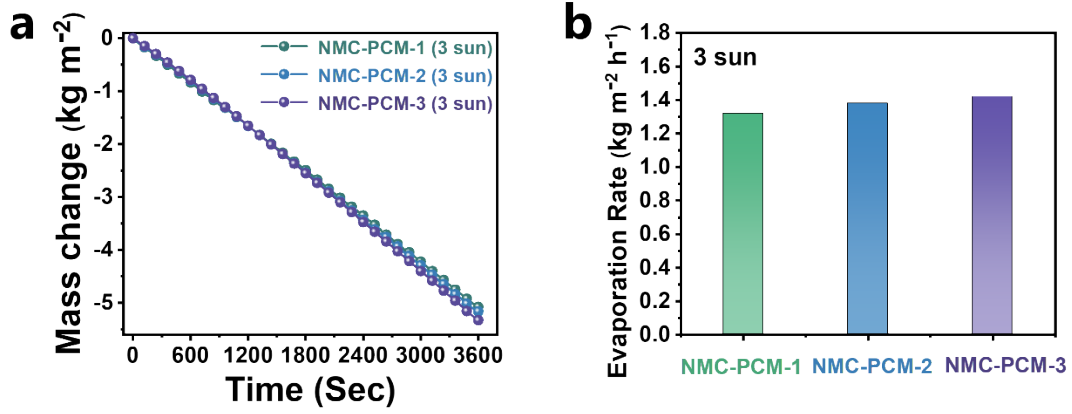 a
Mass change (kg m-2)
0
-1
-2
-3
-4
-5
NMC-PCM-1 (3 sun)
NMC-PCM-2 (3 sun)
NMC-PCM-3 (3 sun)
0 600 1200 1800 2400 3000 3600
Time (Sec)
b
Evaporation Rate (kg m-2 h-1)
1.8
1.6
1.4
1.2
1.0
0.8
0.6
0.4
0.2
0.0
3 sun
NMC-PCM-1 NMC-PCM-2 NMC-PCM-3